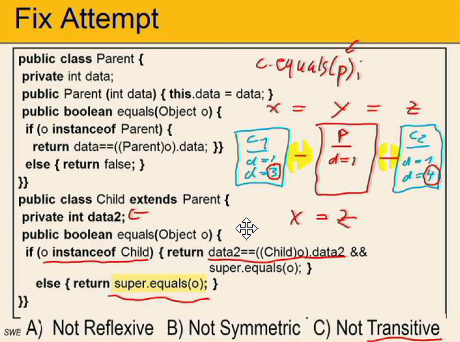 Fix Attempt
public class Parent {
private int data;
public Parent (int data) { this.data = data; }
public boolean equals(Object o) {
if (o instanceof Parent) {
return data==((Parent)o).data; }}
else { return false; }
}}
public class Child extends Parent {
private int data2;
public boolean equals(Object o) {
if (o instanceof Child) { return data2==((Child)o).data2 &&
super.equals(o); }
else { return super.equals(o); }
}}
c.equals(p);
x = y = z
C1 P C2
d=1 d=1 d=1
d=3 d=4
x = z
SWE A) Not Reflexive B) Not Symmetric C) Not Transitive